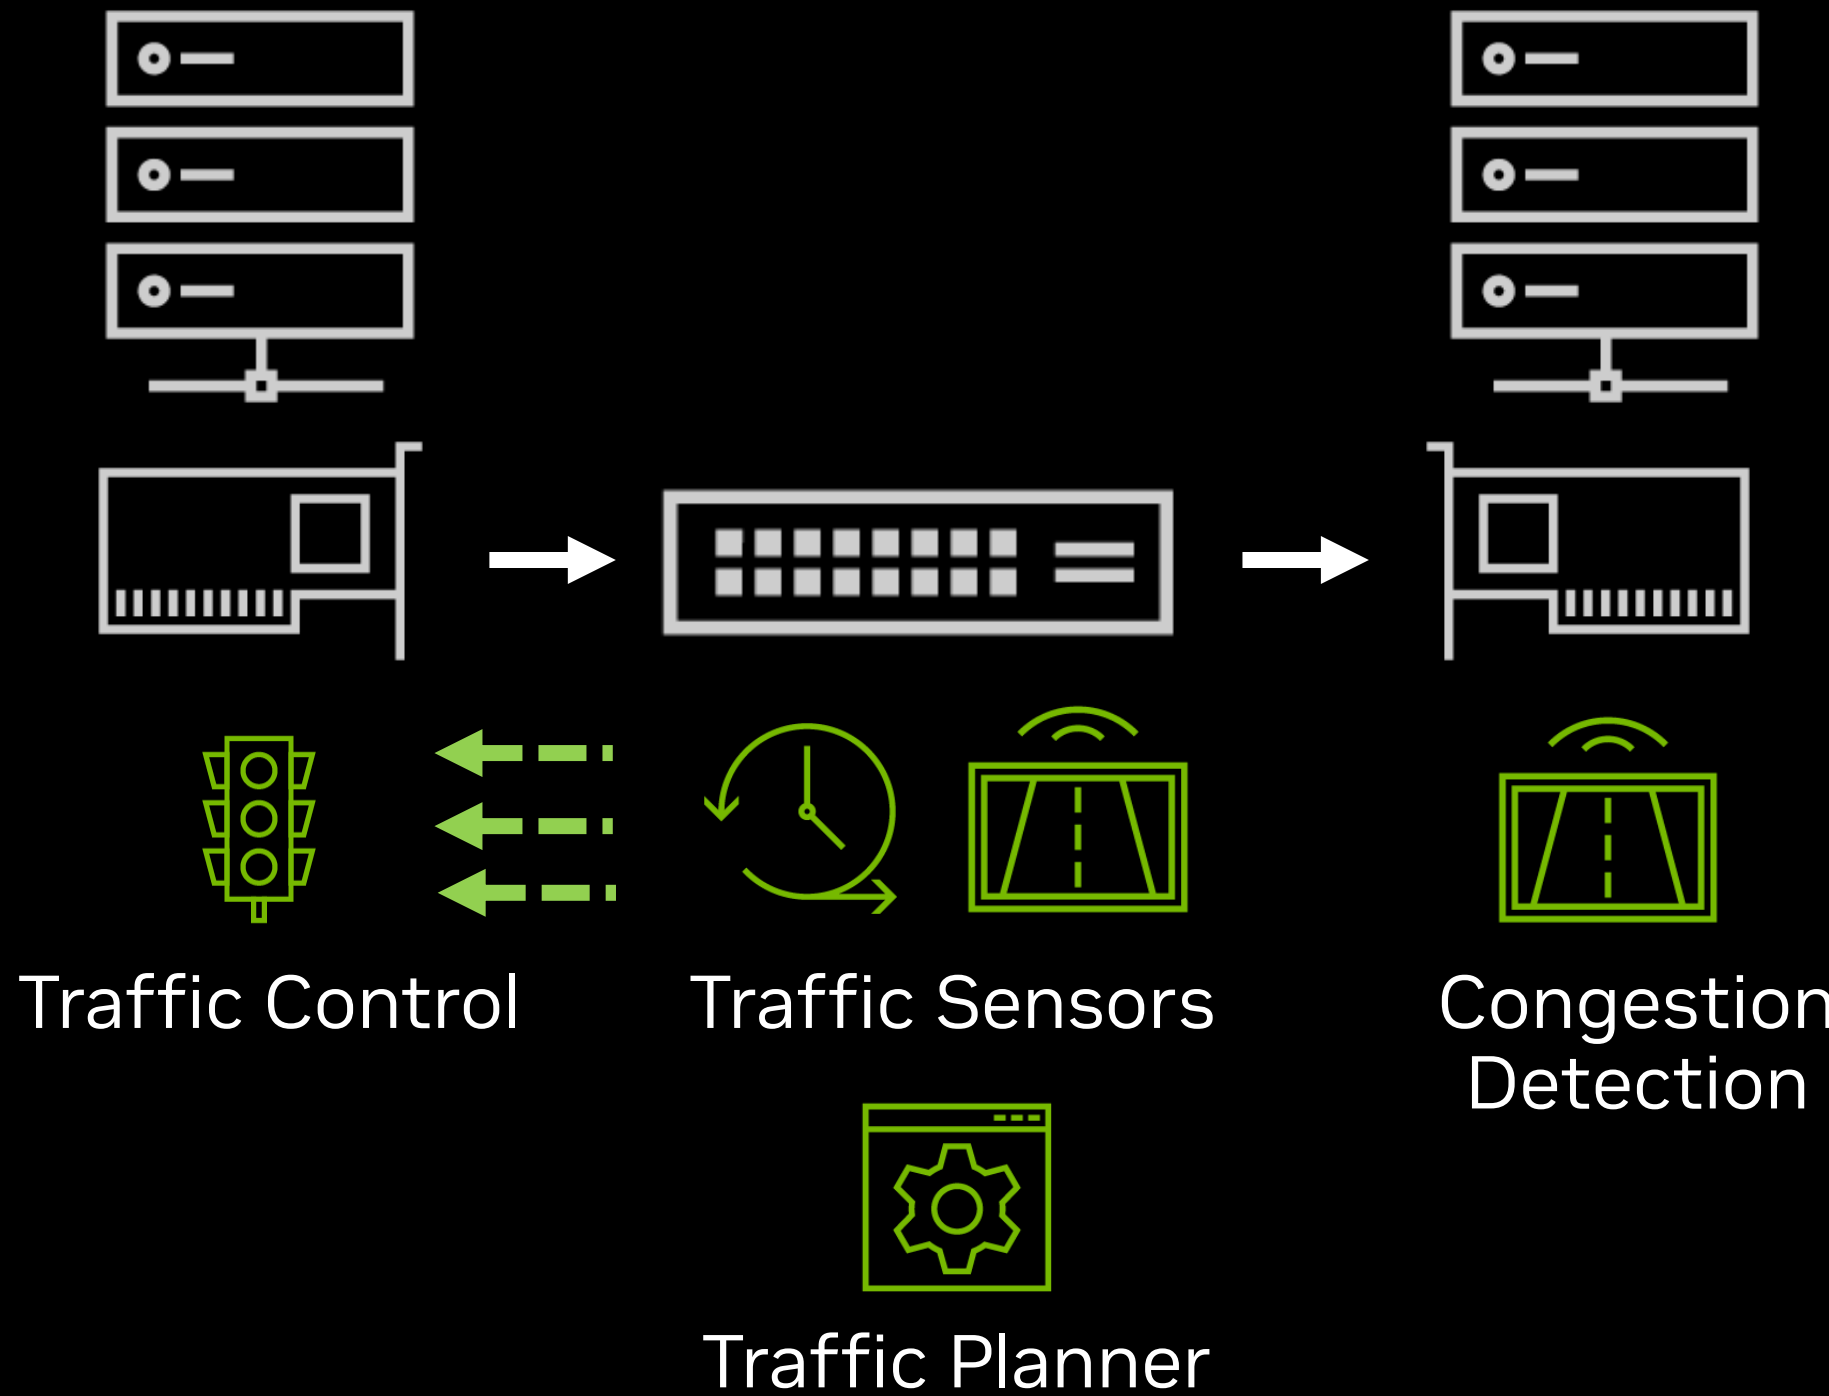 Traffic Control
Traffic Sensors
Congestion
Detection
Traffic Planner